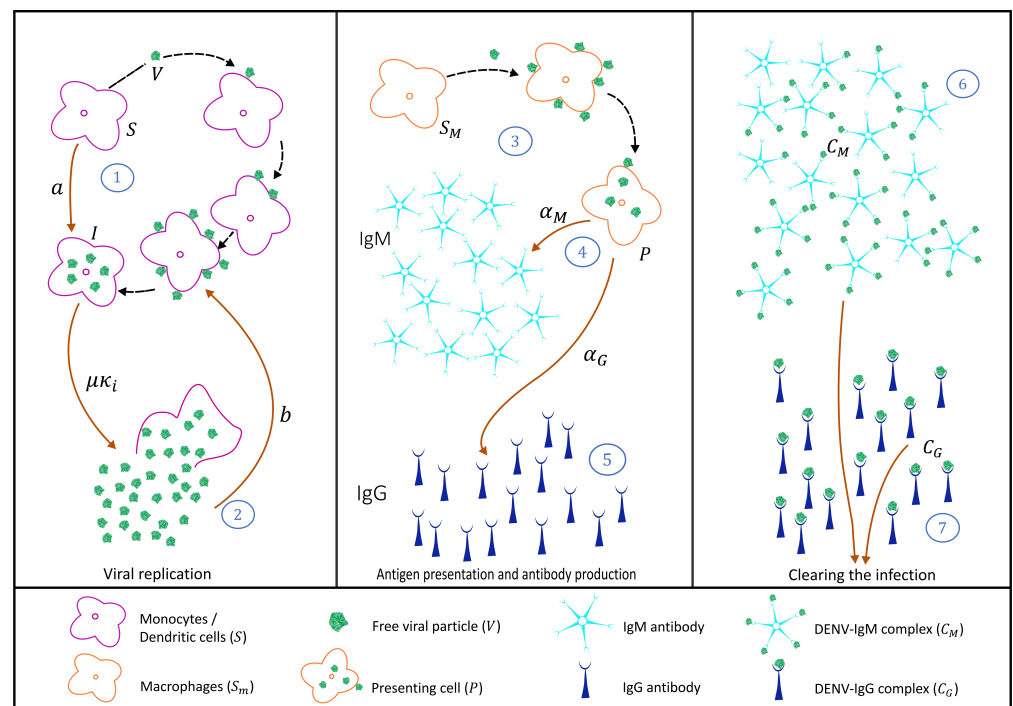 V
S
1
a
I
μκᵢ
b
2
Viral replication
S_M
3
IgM
α_M
4
P
α_G
5
IgG
Antigen presentation and antibody production
6
C_M
C_G
7
Clearing the infection
Monocytes /
Dendritic cells (S)
Free viral particle (V)
IgM antibody
DENV-IgM complex (C_M)
Macrophages (S_m)
Presenting cell (P)
IgG antibody
DENV-IgG complex (C_G)